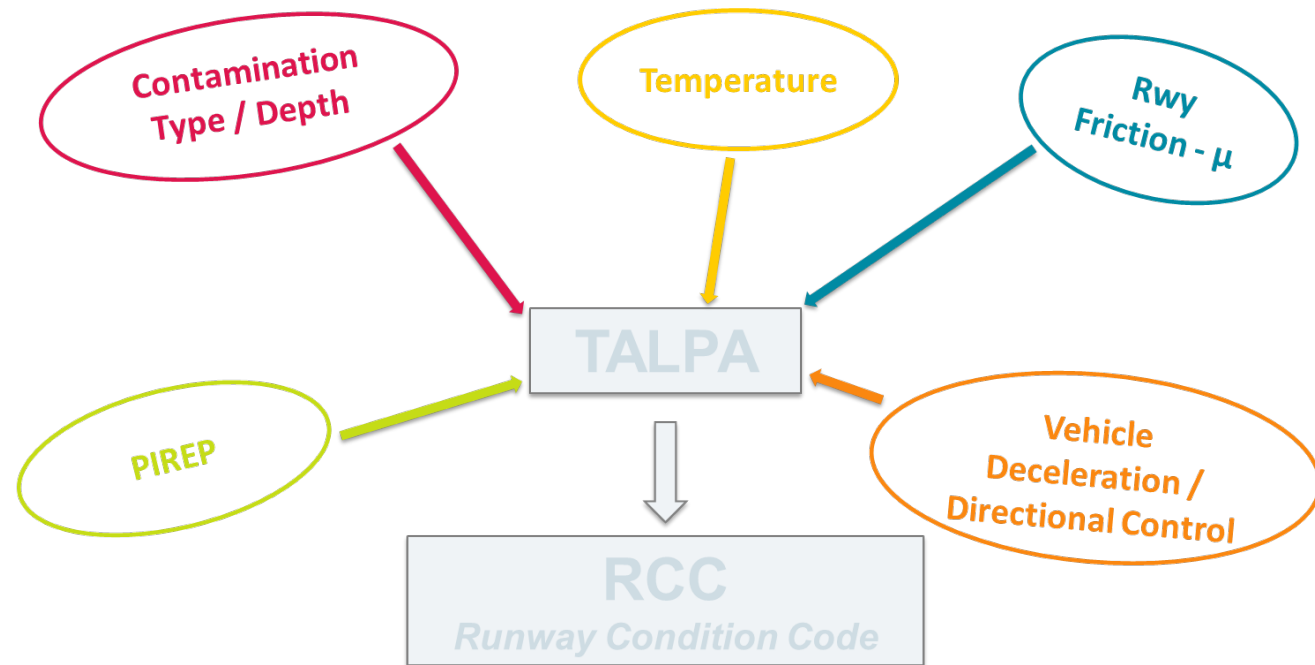 Contamination
Type / Depth
Temperature
Rwy
Friction - μ
TALPA
PIREP
Vehicle
Deceleration /
Directional Control
RCC
Runway Condition Code